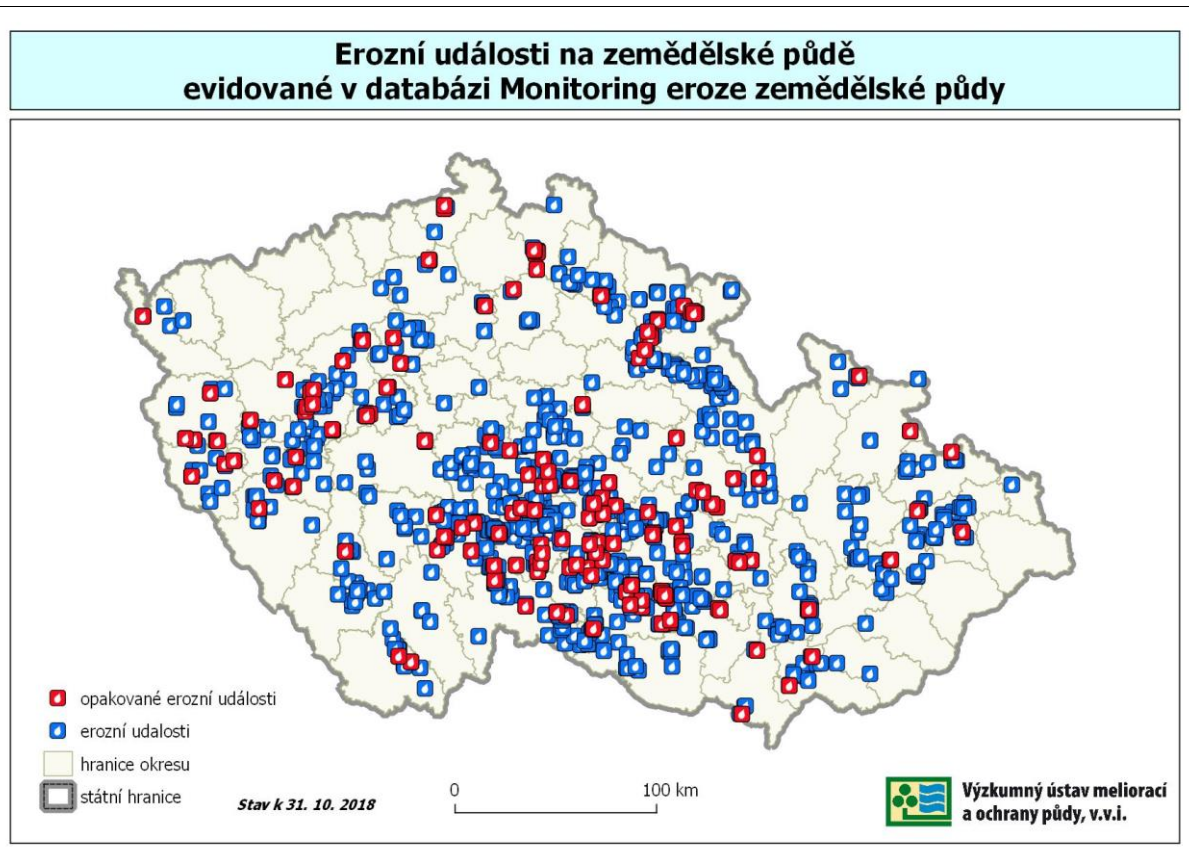 Erozní události na zemědělské půdě
evidované v databázi Monitoring eroze zemědělské půdy
opakované erozní události
erozní udalosti
hranice okresu
státní hranice
Stav k 31. 10. 2018
0 100 km
Výzkumný ústav meliorací
a ochrany půdy, v.v.i.